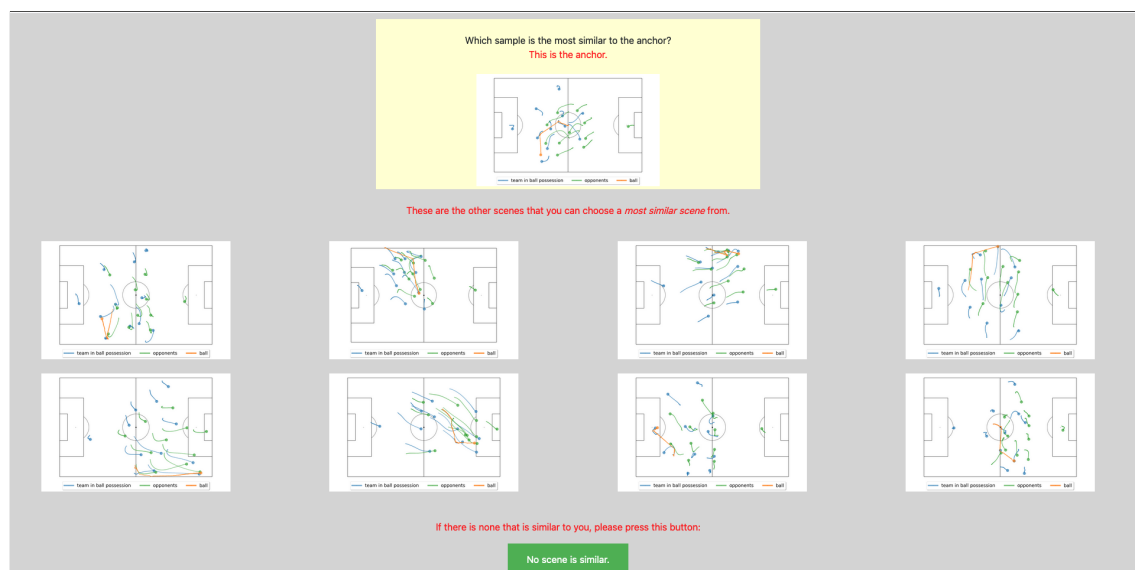 Which sample is the most similar to the anchor?
This is the anchor.
team in ball possession opponents ball
These are the other scenes that you can choose a most similar scene from.
team in ball possession opponents ball
team in ball possession opponents ball
team in ball possession opponents ball
team in ball possession opponents ball
team in ball possession opponents ball
team in ball possession opponents ball
team in ball possession opponents ball
team in ball possession opponents ball
If there is none that is similar to you, please press this button:
No scene is similar.